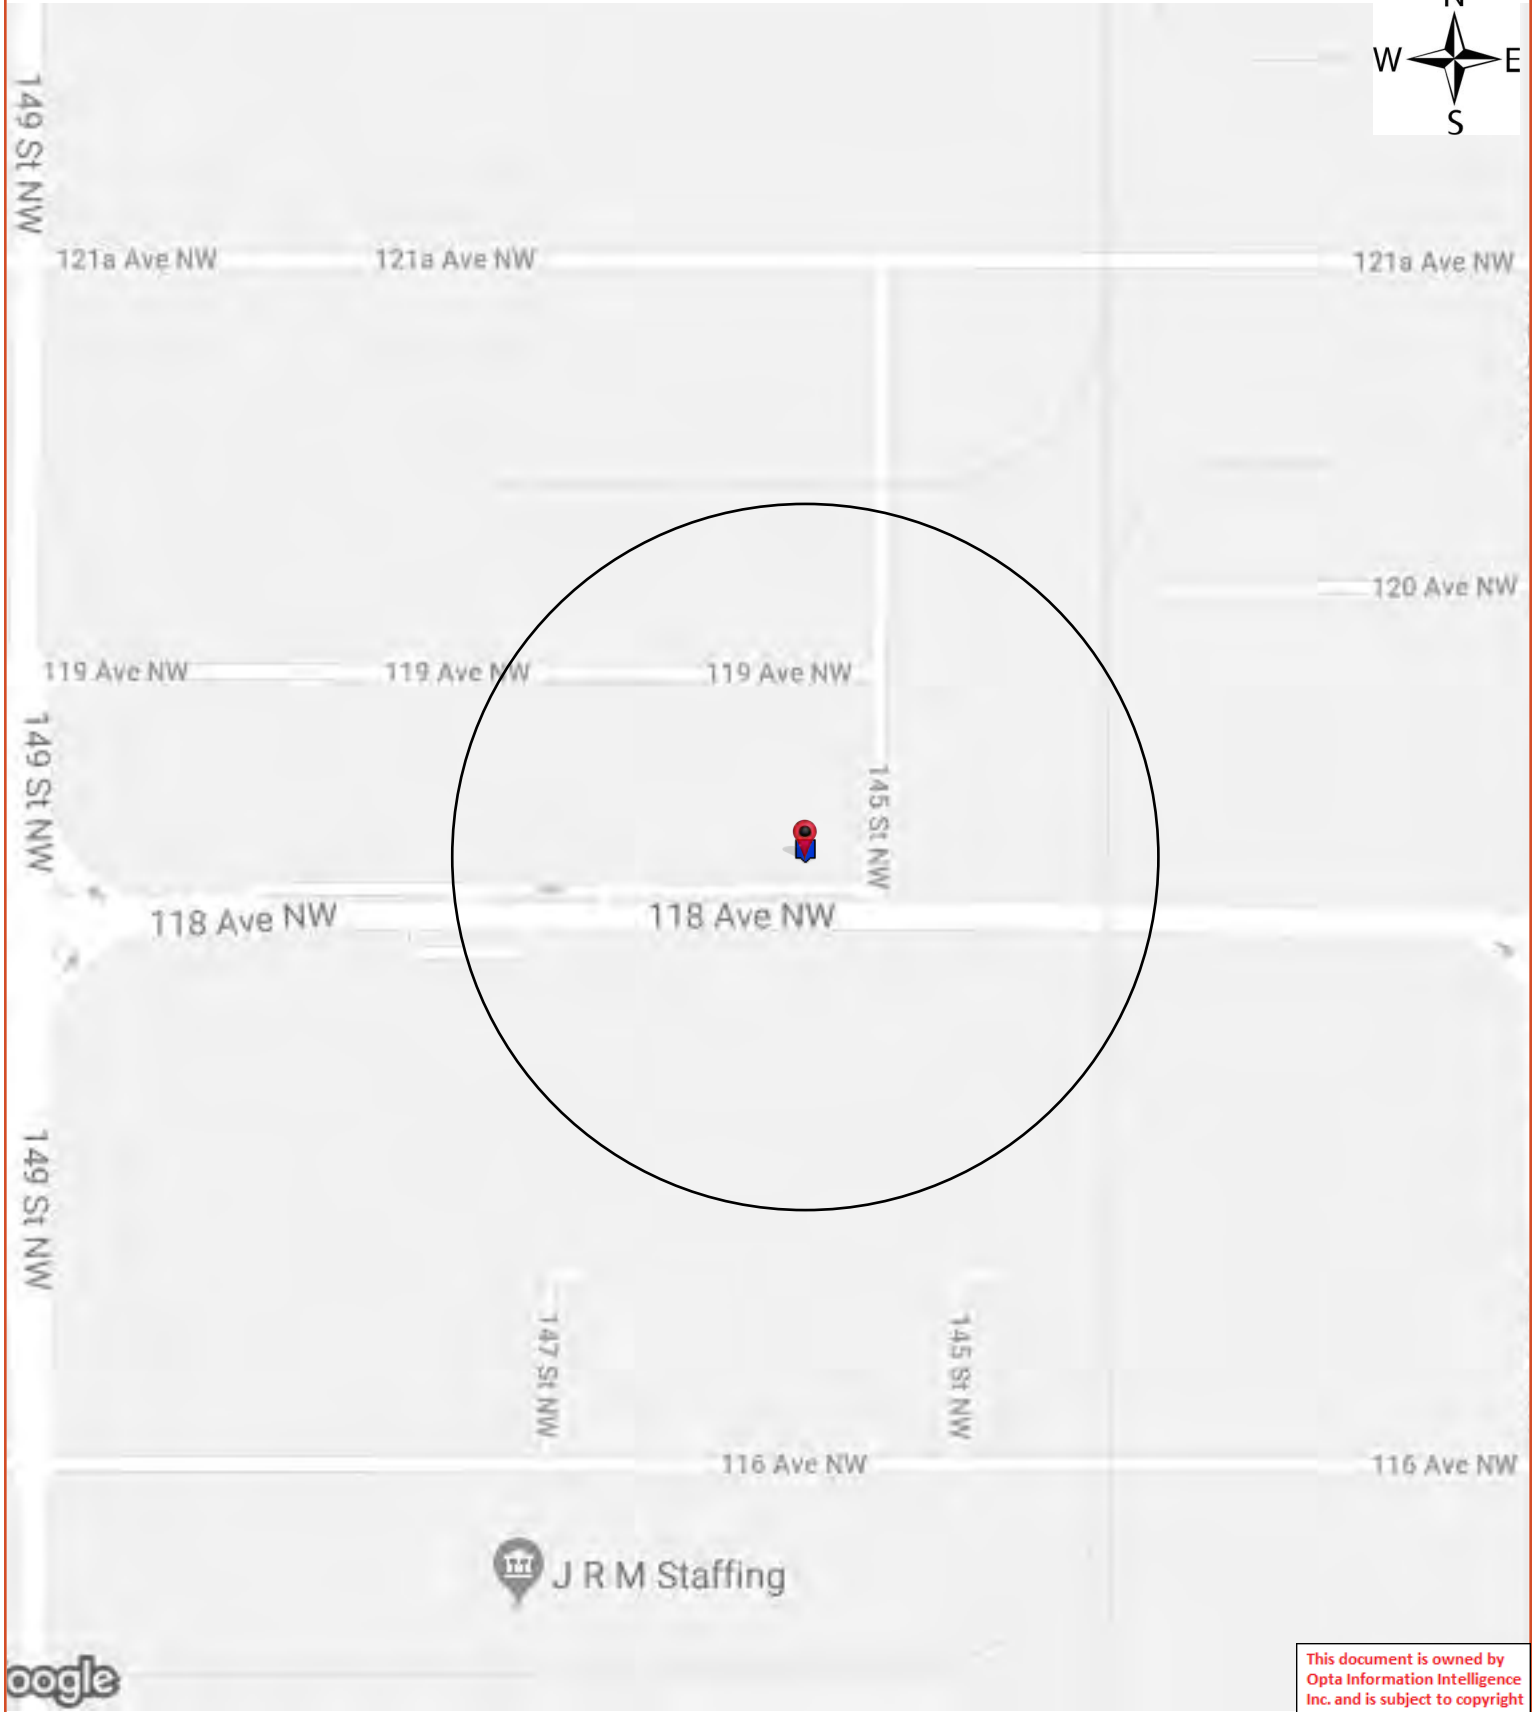 N
W E
S
149 St NW
121a Ave NW 121a Ave NW 121a Ave NW
120 Ave NW
119 Ave NW 119 Ave NW 119 Ave NW
149 St NW
145 St NW
118 Ave NW 118 Ave NW
149 St NW
147 St NW
145 St NW
116 Ave NW 116 Ave NW
J R M Staffing
oogle
This document is owned by
Opta Information Intelligence
Inc. and is subject to copyright